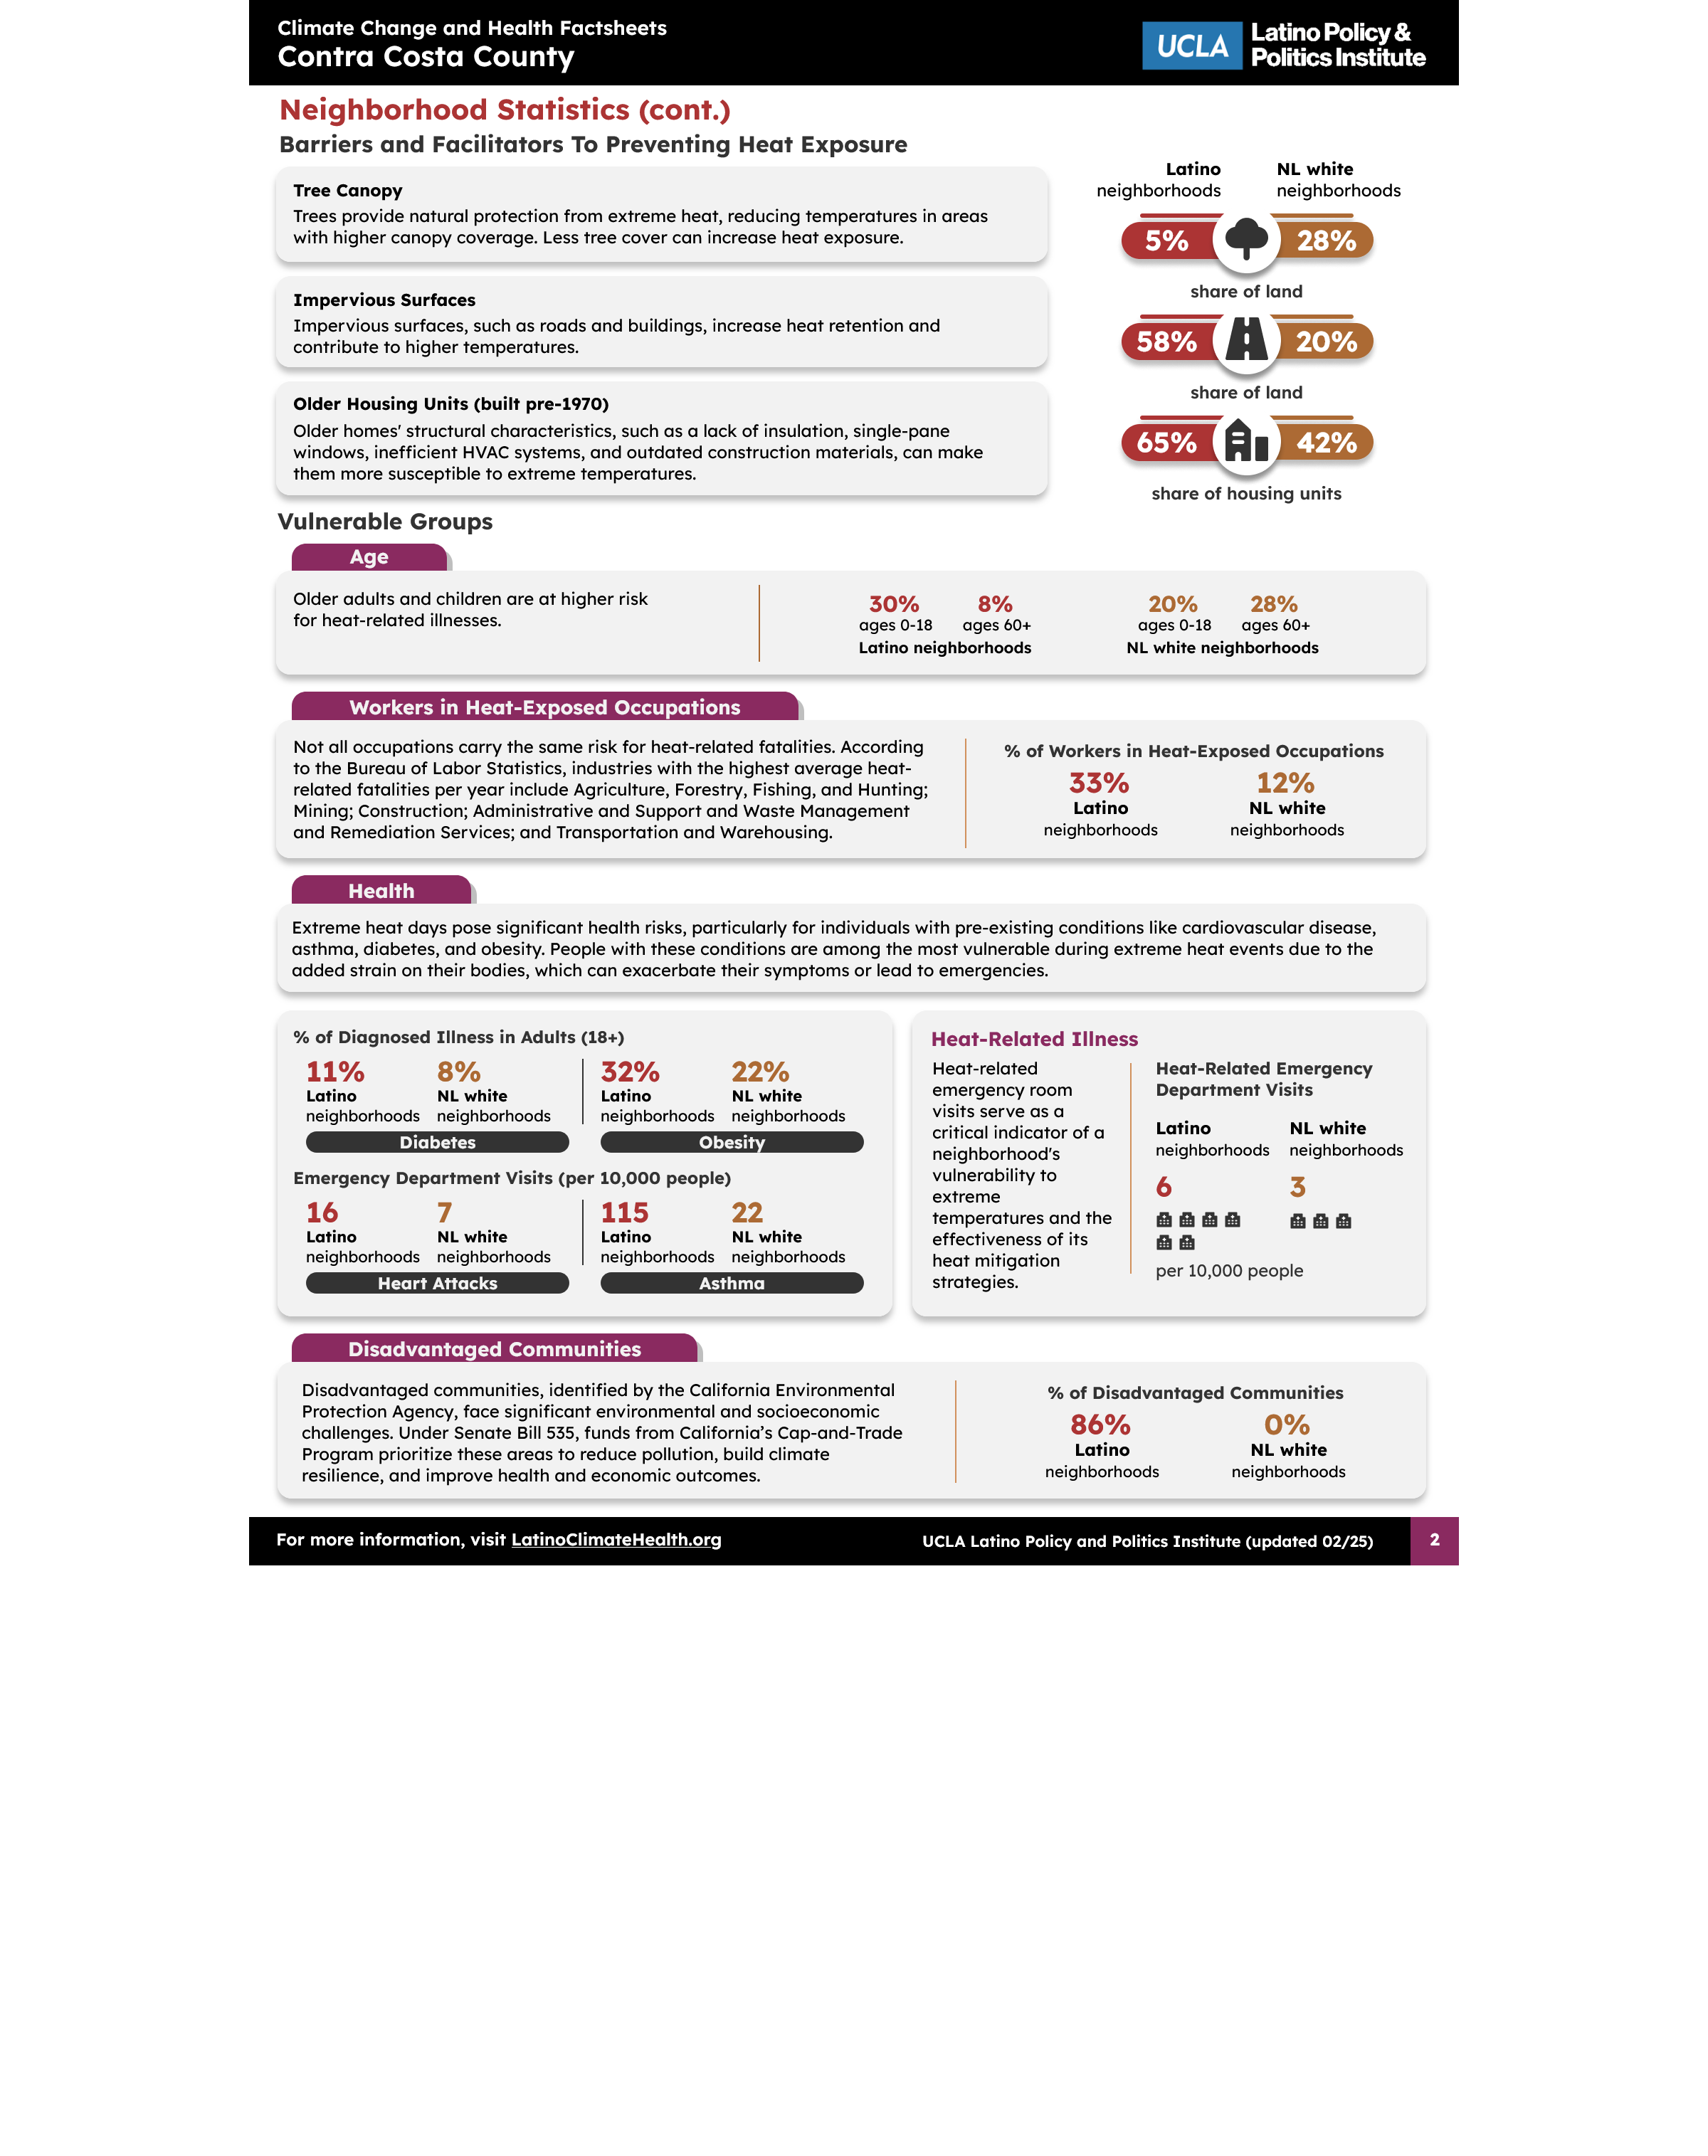 Climate Change and Health Factsheets
Contra Costa County
UCLA
Latino Policy &
Politics Institute
Neighborhood Statistics (cont.)
Barriers and Facilitators To Preventing Heat Exposure
Tree Canopy
Trees provide natural protection from extreme heat, reducing temperatures in areas
with higher canopy coverage. Less tree cover can increase heat exposure.
Latino NL white
neighborhoods neighborhoods
5% 28%
share of land
Impervious Surfaces
Impervious surfaces, such as roads and buildings, increase heat retention and
contribute to higher temperatures.
58% 20%
share of land
Older Housing Units (built pre-1970)
Older homes' structural characteristics, such as a lack of insulation, single-pane
windows, inefficient HVAC systems, and outdated construction materials, can make
them more susceptible to extreme temperatures.
65% 42%
share of housing units
Vulnerable Groups
Age
Older adults and children are at higher risk
for heat-related illnesses.
30% 8% 20% 28%
ages 0-18 ages 60+ ages 0-18 ages 60+
Latino neighborhoods NL white neighborhoods
Workers in Heat-Exposed Occupations
Not all occupations carry the same risk for heat-related fatalities. According
to the Bureau of Labor Statistics, industries with the highest average heat-
related fatalities per year include Agriculture, Forestry, Fishing, and Hunting;
Mining; Construction; Administrative and Support and Waste Management
and Remediation Services; and Transportation and Warehousing.
% of Workers in Heat-Exposed Occupations
33% 12%
Latino NL white
neighborhoods neighborhoods
Health
Extreme heat days pose significant health risks, particularly for individuals with pre-existing conditions like cardiovascular disease,
asthma, diabetes, and obesity. People with these conditions are among the most vulnerable during extreme heat events due to the
added strain on their bodies, which can exacerbate their symptoms or lead to emergencies.
% of Diagnosed Illness in Adults (18+)
11% 8% 32% 22%
Latino NL white Latino NL white
neighborhoods neighborhoods neighborhoods neighborhoods
Diabetes Obesity
Emergency Department Visits (per 10,000 people)
16 7 115 22
Latino NL white Latino NL white
neighborhoods neighborhoods neighborhoods neighborhoods
Heart Attacks Asthma
Heat-Related Illness
Heat-related
emergency room
visits serve as a
critical indicator of a
neighborhood's
vulnerability to
extreme
temperatures and the
effectiveness of its
heat mitigation
strategies.
Heat-Related Emergency
Department Visits
Latino NL white
neighborhoods neighborhoods
6 3
per 10,000 people
Disadvantaged Communities
Disadvantaged communities, identified by the California Environmental
Protection Agency, face significant environmental and socioeconomic
challenges. Under Senate Bill 535, funds from California’s Cap-and-Trade
Program prioritize these areas to reduce pollution, build climate
resilience, and improve health and economic outcomes.
% of Disadvantaged Communities
86% 0%
Latino NL white
neighborhoods neighborhoods
For more information, visit LatinoClimateHealth.org
UCLA Latino Policy and Politics Institute (updated 02/25)
2